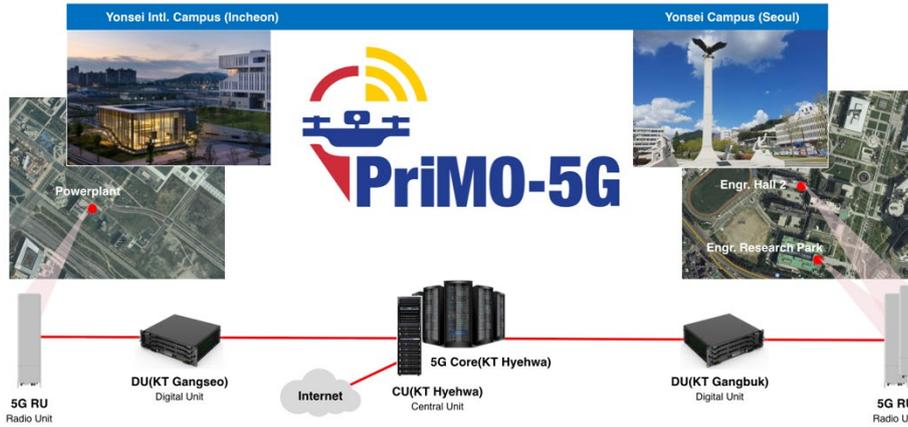 Yonsei Intl. Campus (Incheon)
Yonsei Campus (Seoul)
PriMO-5G
Powerplant
Engr. Hall 2
Engr. Research Park
5G Core(KT Hyehwa)
DU(KT Gangseo)
Digital Unit
Internet
CU(KT Hyehwa)
Central Unit
DU(KT Gangbuk)
Digital Unit
5G RU
Radio Unit
5G RU
Radio U